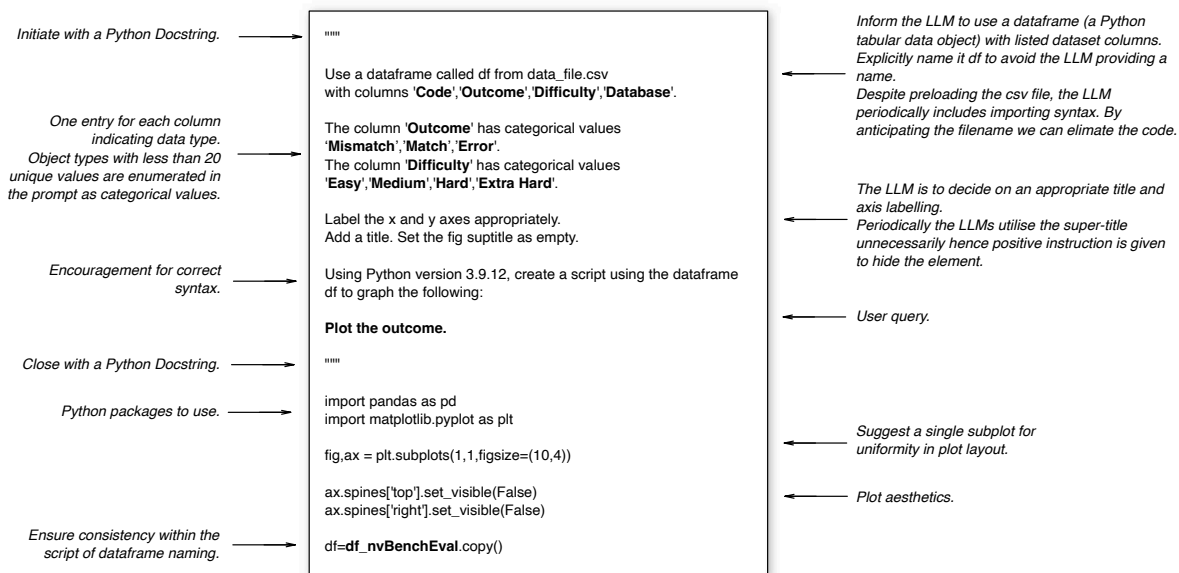 Initiate with a Python Docstring.
"""
Inform the LLM to use a dataframe (a Python
tabular data object) with listed dataset columns.
Explicitly name it df to avoid the LLM providing a
name.
Despite preloading the csv file, the LLM
periodically includes importing syntax. By
anticipating the filename we can elimate the code.
Use a dataframe called df from data_file.csv
with columns 'Code','Outcome','Difficulty','Database'.
One entry for each column
indicating data type.
Object types with less than 20
unique values are enumerated in
the prompt as categorical values.
The column 'Outcome' has categorical values
'Mismatch','Match','Error'.
The column 'Difficulty' has categorical values
'Easy','Medium','Hard','Extra Hard'.
Label the x and y axes appropriately.
Add a title. Set the fig suptitle as empty.
The LLM is to decide on an appropriate title and
axis labelling.
Periodically the LLMs utilise the super-title
unnecessarily hence positive instruction is given
to hide the element.
Encouragement for correct
syntax.
Using Python version 3.9.12, create a script using the dataframe
df to graph the following:
Plot the outcome.
User query.
Close with a Python Docstring.
"""
Python packages to use.
import pandas as pd
import matplotlib.pyplot as plt
fig,ax = plt.subplots(1,1,figsize=(10,4))
Suggest a single subplot for
uniformity in plot layout.
ax.spines['top'].set_visible(False)
ax.spines['right'].set_visible(False)
Plot aesthetics.
Ensure consistency within the
script of dataframe naming.
df=df_nvBenchEval.copy()